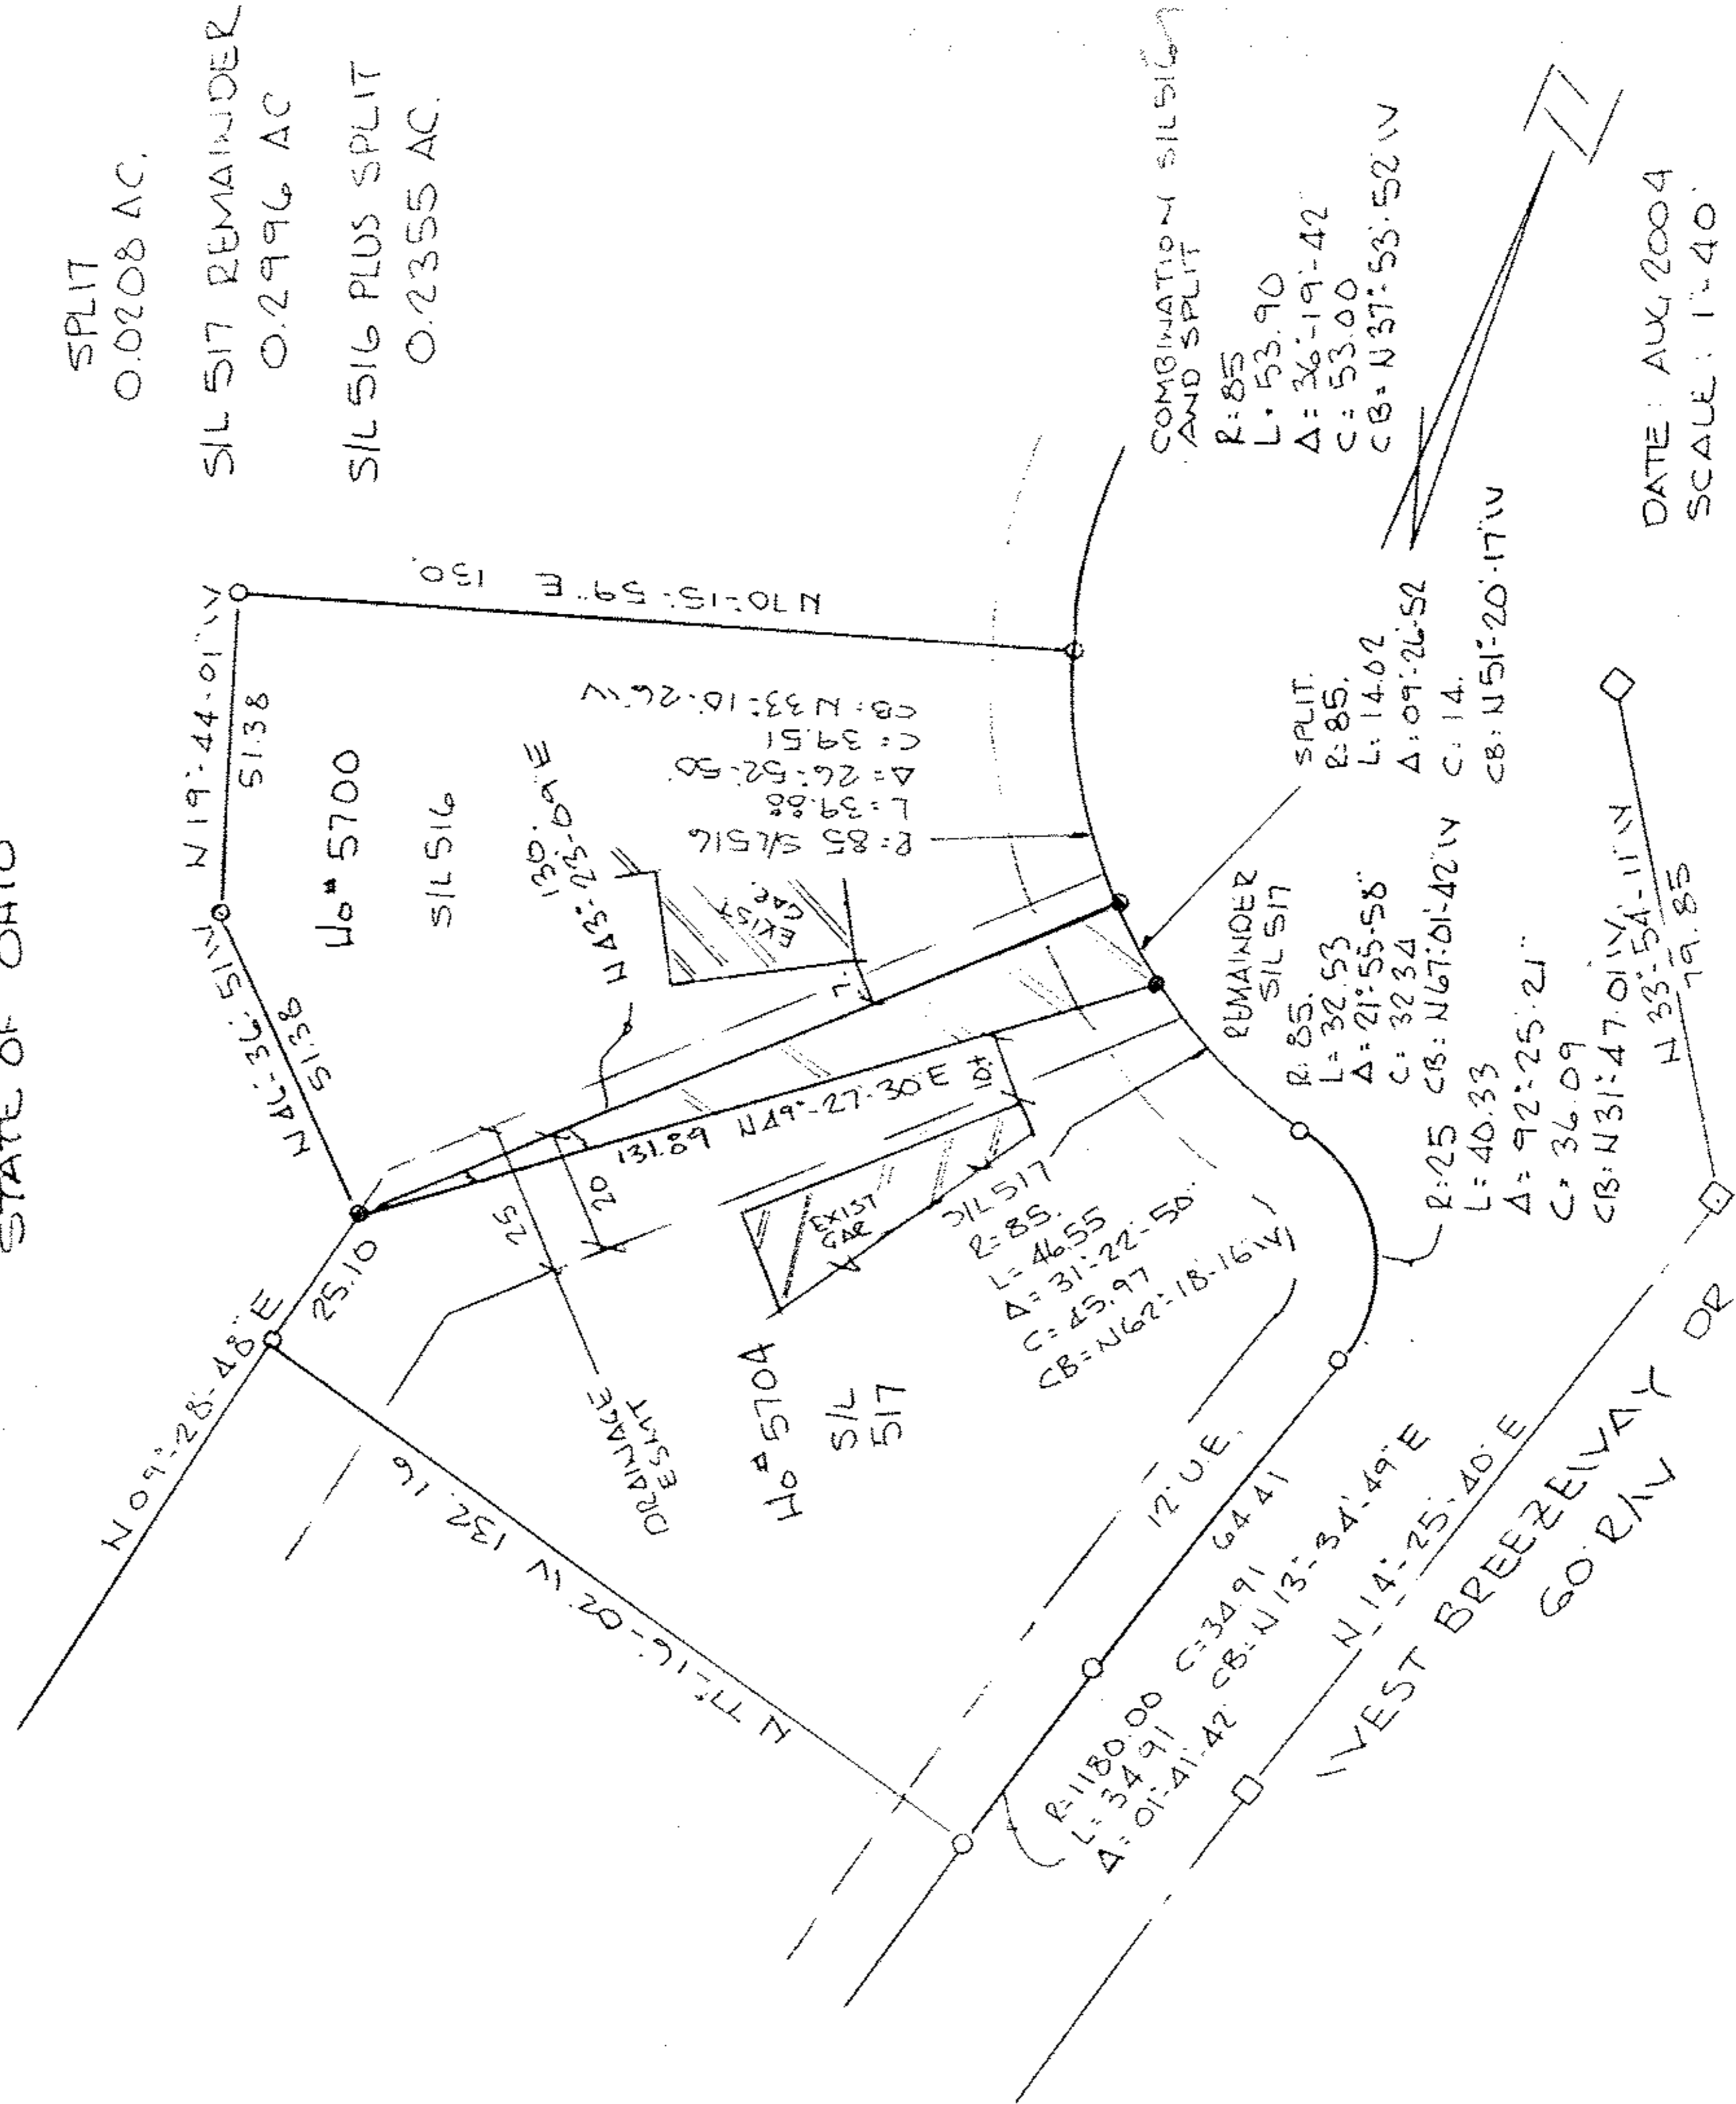 STATE OF OHIO
SPLIT
0.0208 AC.
S/L 517 REMAINDER
0.2996 AC
S/L 516 PLUS SPLIT
0.2355 AC.
N 19°-44-01" W
51.38
N 46°-36'-51" W
51.38
Ho# 5700
S/L 516
N 70°-15'-59" E 130.
130.
N 43°-23-09" E
EXIST
GAR
7'
R=85 S/L516
L=39.88
Δ=26°-52-50
C=39.51
CB=N 33°-10'-26" W
N 09°-28'-48" E
25.10
N 77°-16'-02" W 132.16
DRAINAGE
ESMT
25
20
131.89 N49°-27-30" E
10±
EXIST
GAR
Ho# 5704
S/L
517
S/L 517
R=85.
L=46.55
Δ=31°-22'-50"
C=45.97
CB=N62°-18-16" W
COMBINATION S/L516
AND SPLIT
R=85
L=53.90
Δ=36°-19'-42"
C=53.00
CB=N37°-53'-52" W
SPLIT.
R=85.
L=14.02
Δ=09°-26'-52
C=14.
CB=N51°-20'-17" W
REMAINDER
S/L 517
R=85.
L=32.53
Δ=21°-55-58"
C=32.34
CB=N67°-01'-42" W
R=25
L=40.33
Δ=92°-25'-21"
C=36.09
CB=N31°-47'-01" W
N 33°-54'-11" W
79.85
12' U.E.
64.41
R=1180.00
L=34.91
Δ=01°-41'-42"
C=34.91
CB=N 13°-34'-49" E
N 14°-25'-40" E
WEST BREEZEWAY DR
60' R/W
DATE: AUG 2004
SCALE: 1"=40'